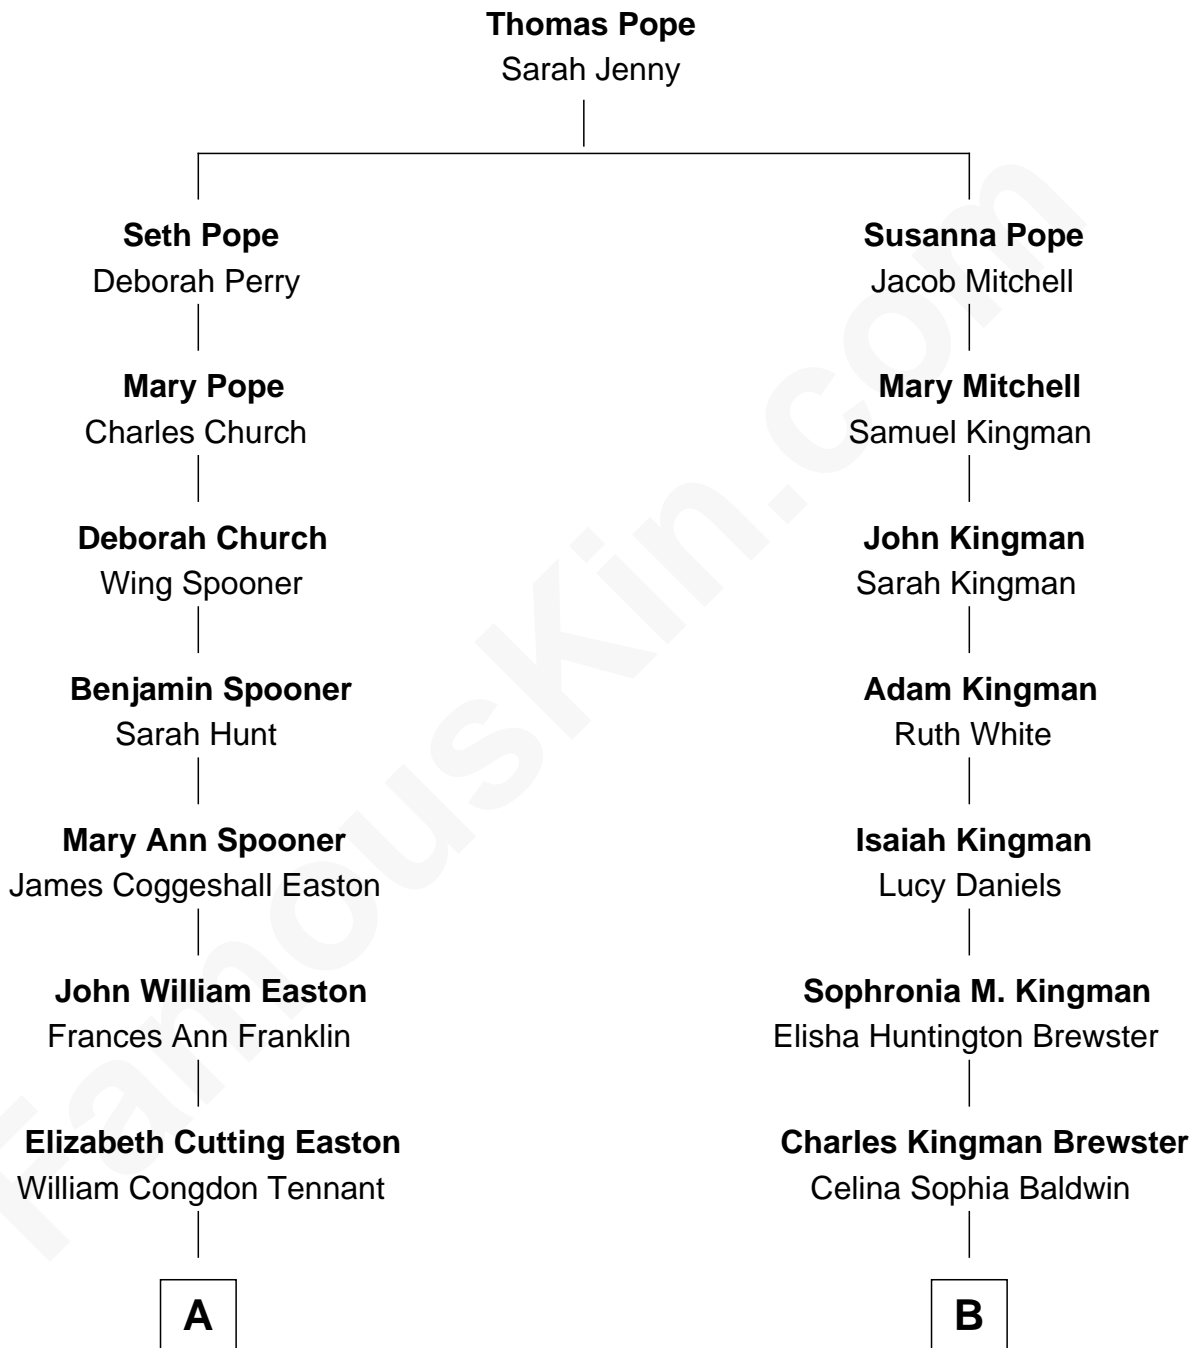 Thomas Pope
Sarah Jenny
Seth Pope
Deborah Perry
Susanna Pope
Jacob Mitchell
Mary Pope
Charles Church
Mary Mitchell
Samuel Kingman
Deborah Church
Wing Spooner
John Kingman
Sarah Kingman
Benjamin Spooner
Sarah Hunt
Adam Kingman
Ruth White
Mary Ann Spooner
James Coggeshall Easton
Isaiah Kingman
Lucy Daniels
John William Easton
Frances Ann Franklin
Sophronia M. Kingman
Elisha Huntington Brewster
Elizabeth Cutting Easton
William Congdon Tennant
Charles Kingman Brewster
Celina Sophia Baldwin
A
B
FamousKin.com